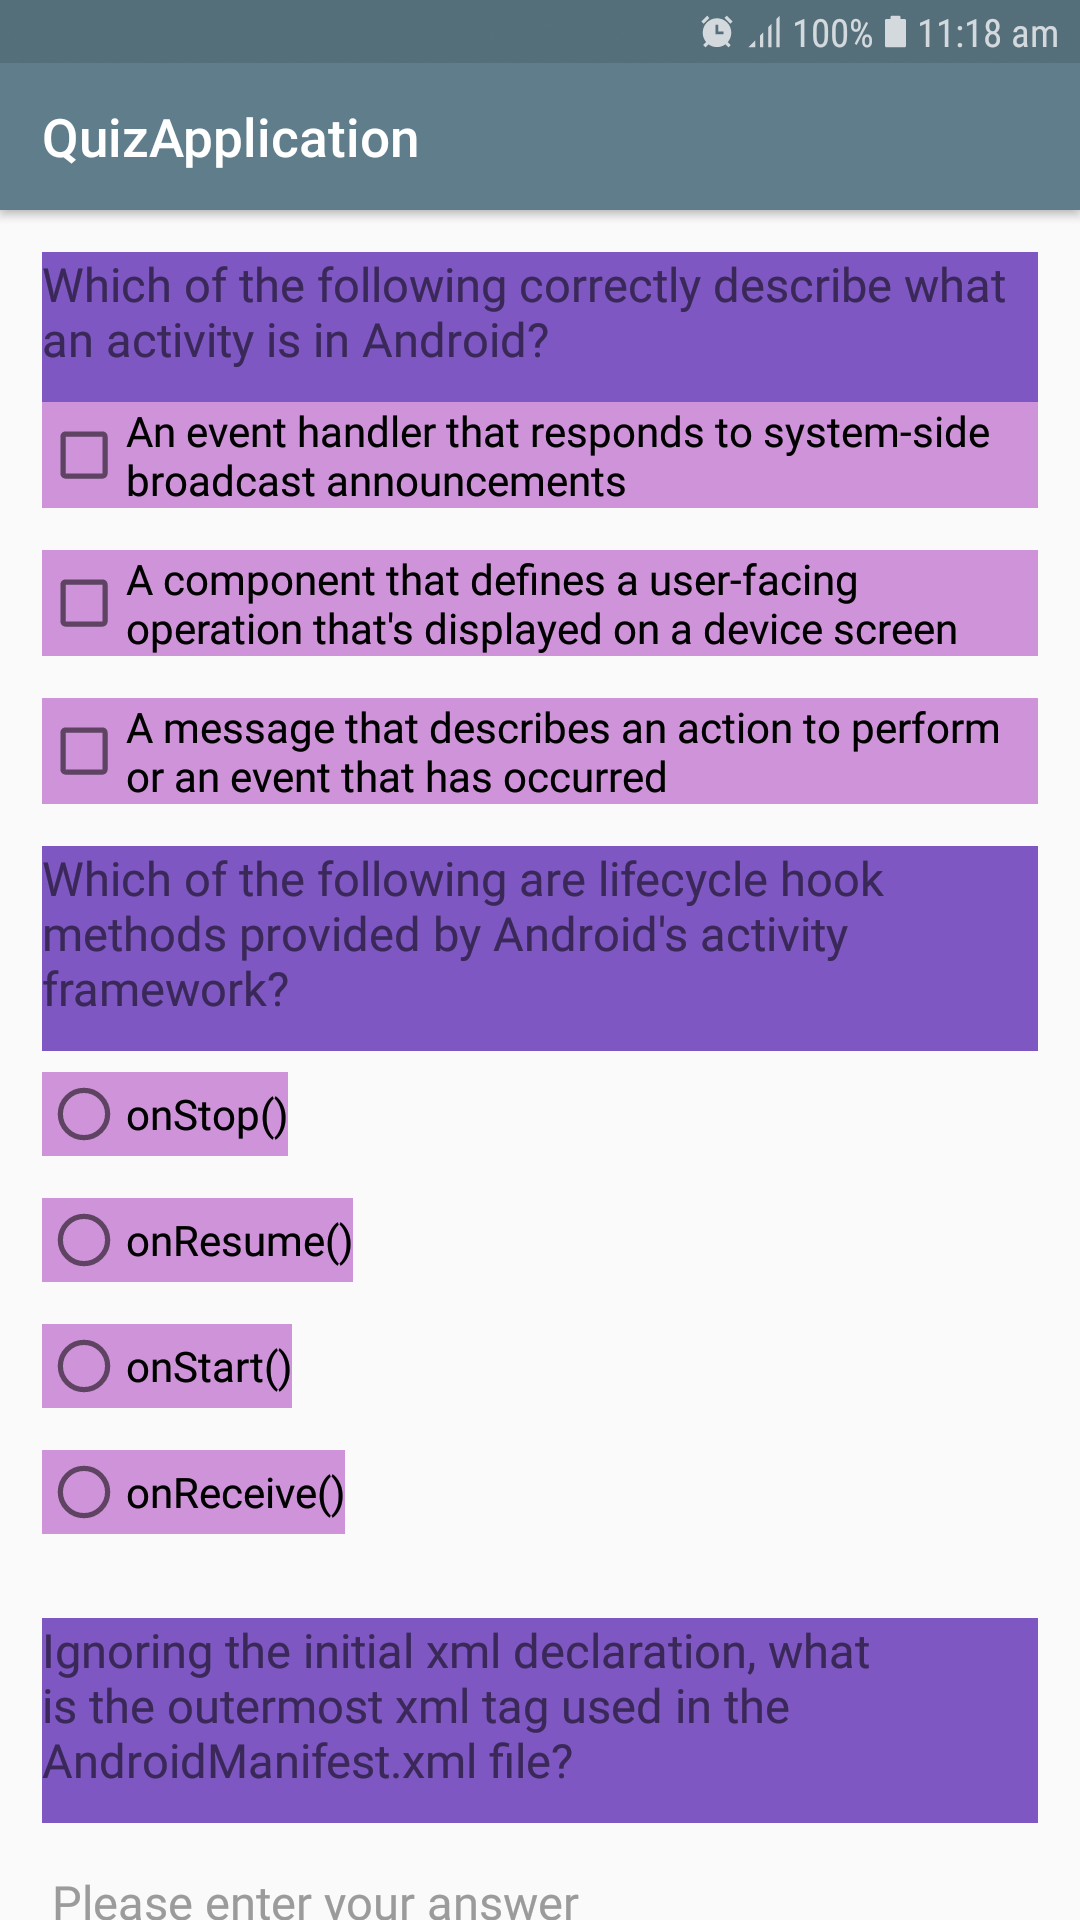 100% 11:18 am
QuizApplication
Which of the following correctly describe what
an activity is in Android?
An event handler that responds to system-side
broadcast announcements
A component that defines a user-facing
operation that's displayed on a device screen
A message that describes an action to perform
or an event that has occurred
Which of the following are lifecycle hook
methods provided by Android's activity
framework?
onStop()
onResume()
onStart()
onReceive()
Ignoring the initial xml declaration, what
is the outermost xml tag used in the
AndroidManifest.xml file?
Please enter your answer